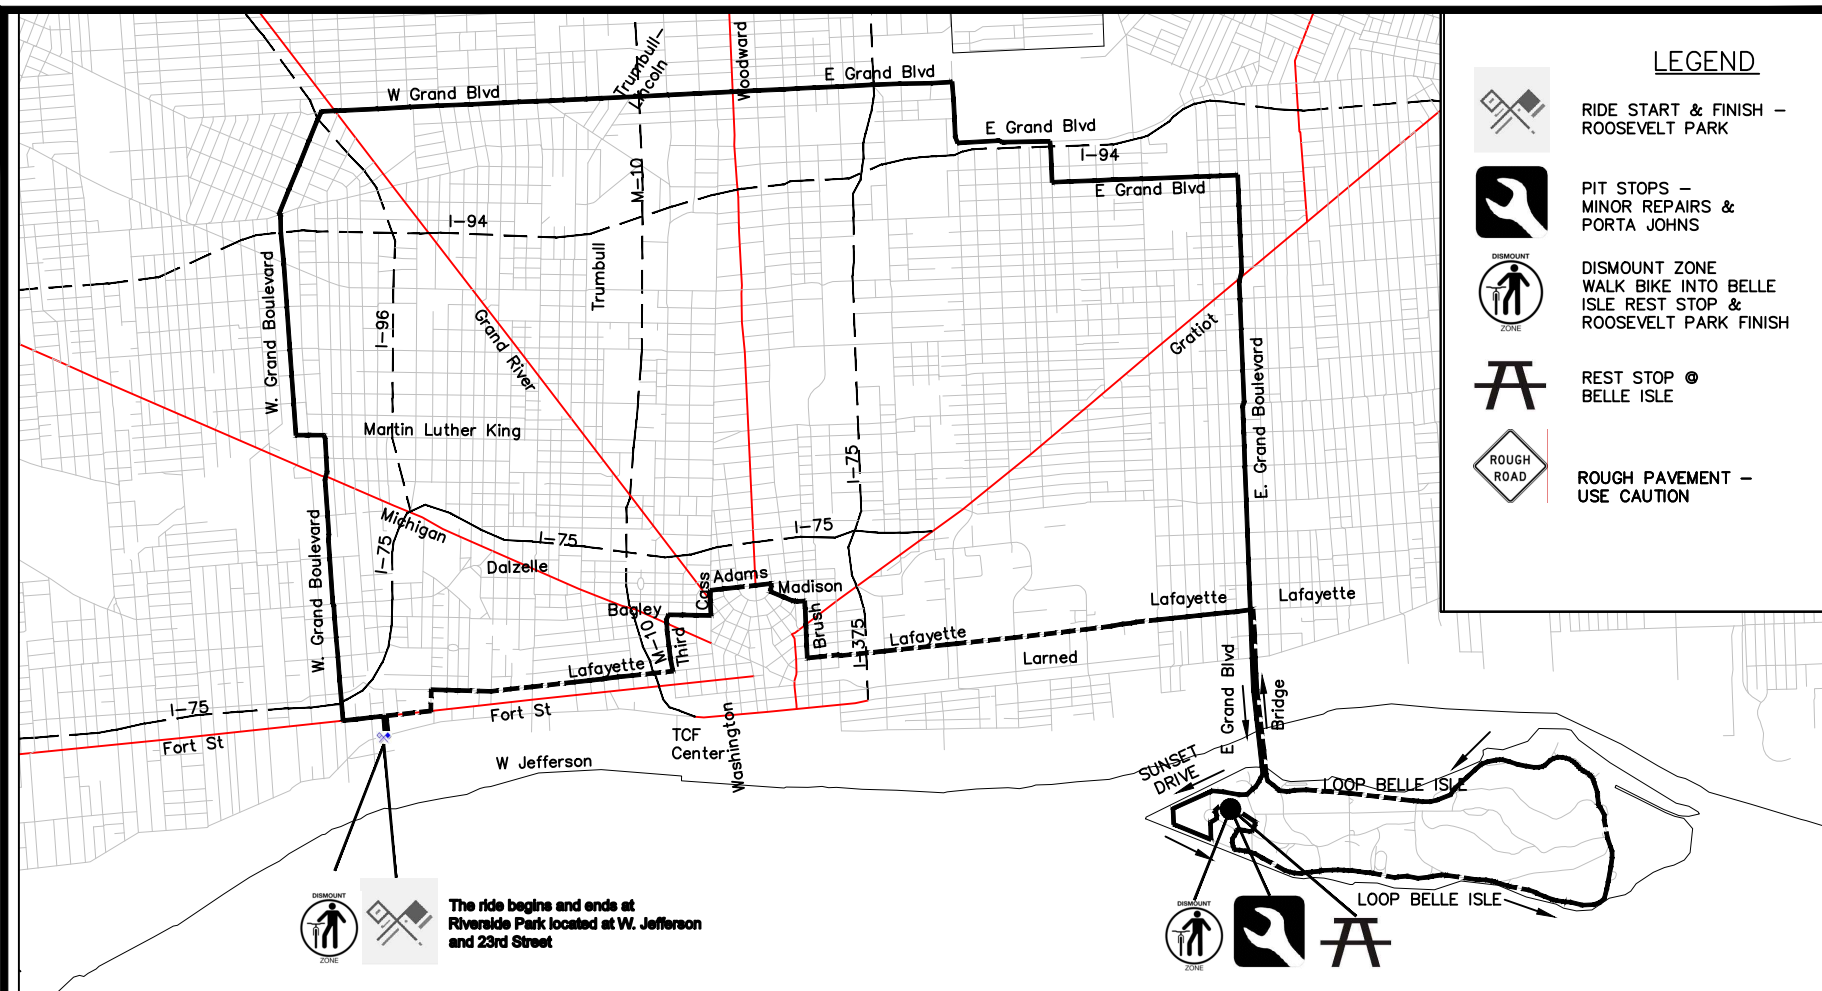 Trumbull-
Lincoln
Woodward
E Grand Blvd
W Grand Blvd
E Grand Blvd
I-94
E Grand Blvd
M-10
I-94
Trumbull
W. Grand Boulevard
I-96
Grand River
Gratiot
E. Grand Boulevard
Martin Luther King
I-75
Michigan
I-75
I-75
I-75
W. Grand Boulevard
Dalzelle
Cass
Adams
Madison
Bagley
M-10
Third
Brush
I-375
Lafayette
Lafayette
Lafayette
Lafayette
Larned
E Grand Blvd
Bridge
I-75
Fort St
Fort St
TCF
Center
Washington
W Jefferson
SUNSET
DRIVE
LOOP BELLE ISLE
LOOP BELLE ISLE
DISMOUNT
ZONE
The ride begins and ends at
Riverside Park located at W. Jefferson
and 23rd Street
DISMOUNT
ZONE
LEGEND
RIDE START & FINISH -
ROOSEVELT PARK
PIT STOPS -
MINOR REPAIRS &
PORTA JOHNS
DISMOUNT
ZONE
DISMOUNT ZONE
WALK BIKE INTO BELLE
ISLE REST STOP &
ROOSEVELT PARK FINISH
REST STOP @
BELLE ISLE
ROUGH
ROAD
ROUGH PAVEMENT -
USE CAUTION